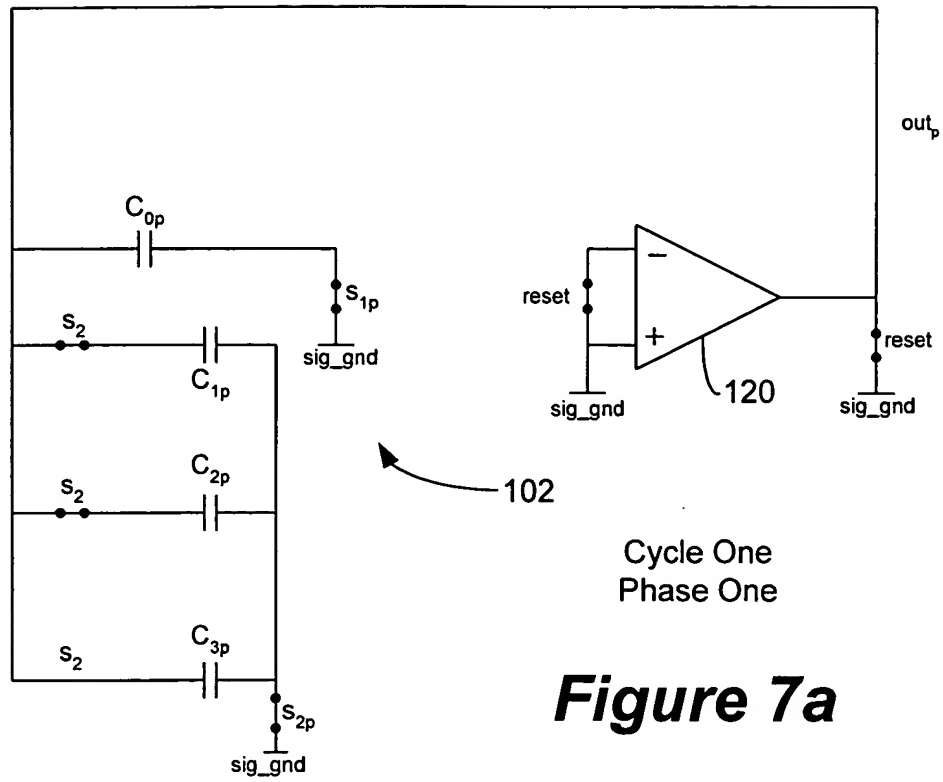 out_p
C_0p
S_1p
reset
−
+
reset
sig_gnd
S_2
C_1p
sig_gnd
120
sig_gnd
S_2
C_2p
102
Cycle One
Phase One
S_2
C_3p
S_2p
sig_gnd
Figure 7a